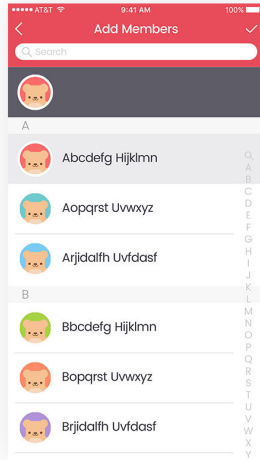 AT&T 9:41 AM 100%
Add Members
Search
A
Abcdefg Hijklmn
Aopqrst Uvwxyz
Arjidalfh Uvfdasf
B
Bbcdefg Hijklmn
Bopqrst Uvwxyz
Brjidalfh Uvfdasf
A
B
C
D
E
F
G
H
I
J
K
L
M
N
O
P
Q
R
S
T
U
V
W
X
Y